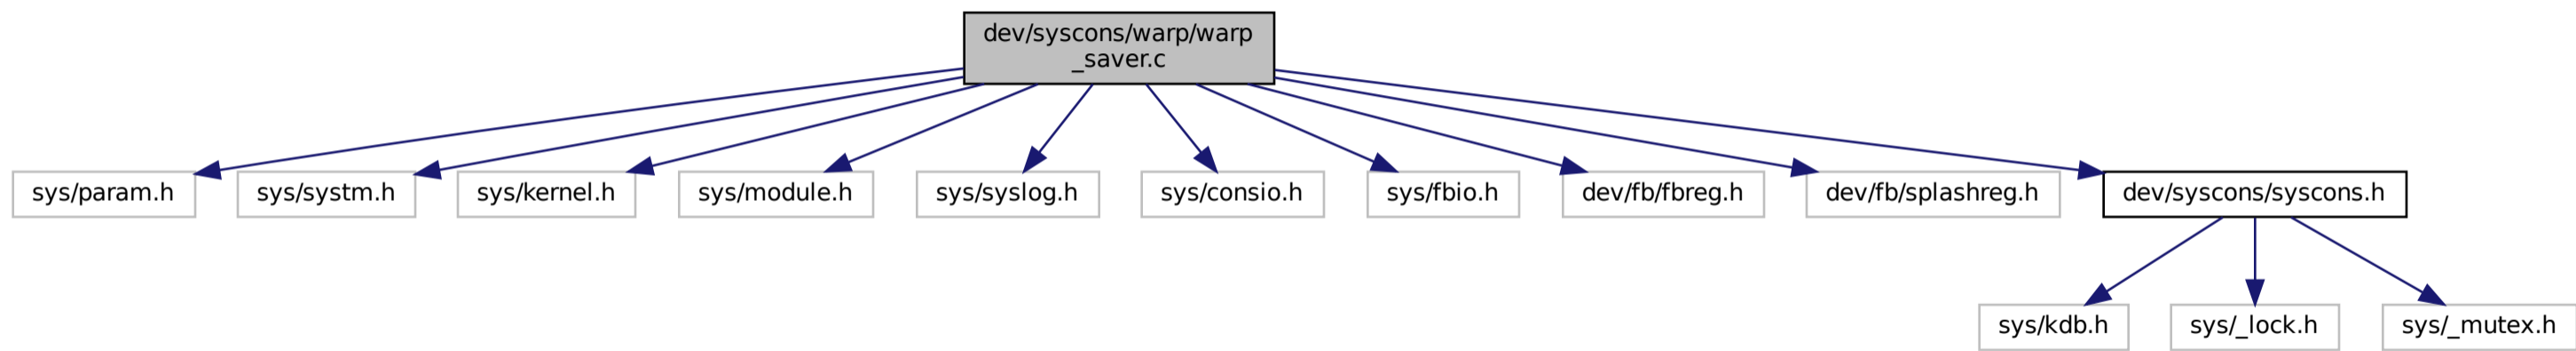 dev/syscons/warp/warp
_saver.c
sys/param.h
sys/systm.h
sys/kernel.h
sys/module.h
sys/syslog.h
sys/consio.h
sys/fbio.h
dev/fb/fbreg.h
dev/fb/splashreg.h
dev/syscons/syscons.h
sys/kdb.h
sys/_lock.h
sys/_mutex.h